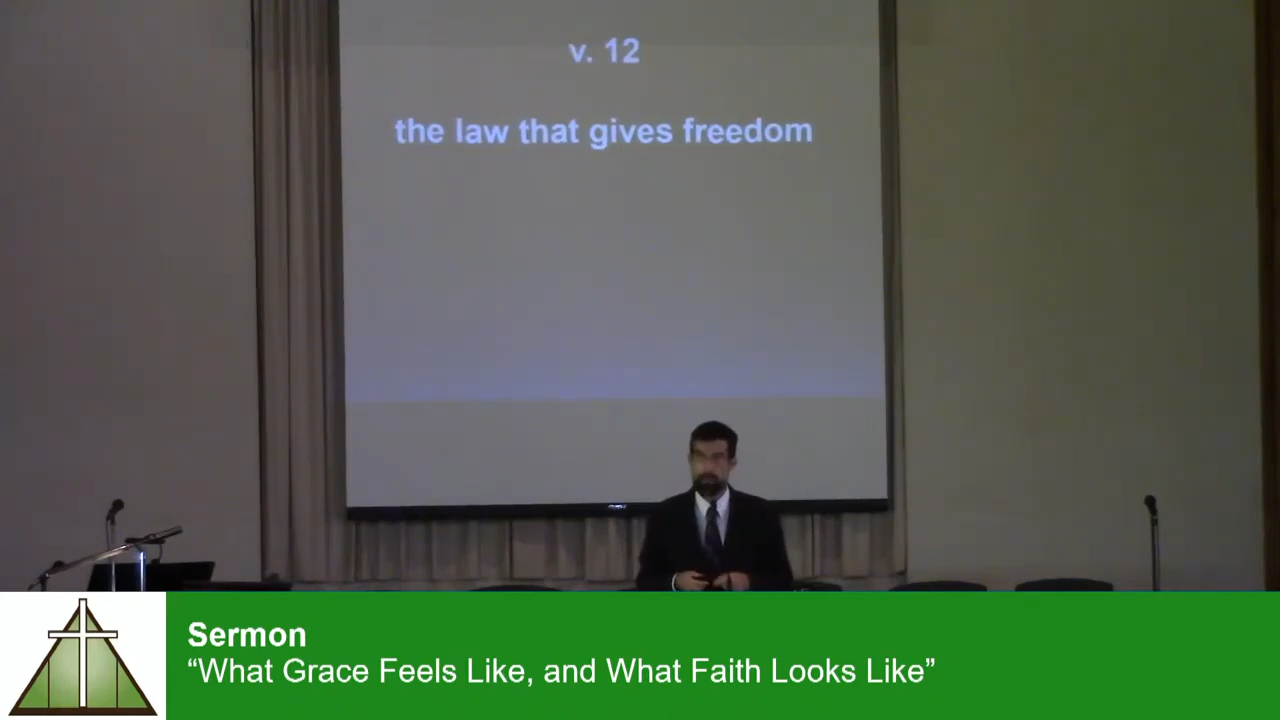 v. 12
the law that gives freedom
Sermon
“What Grace Feels Like, and What Faith Looks Like”